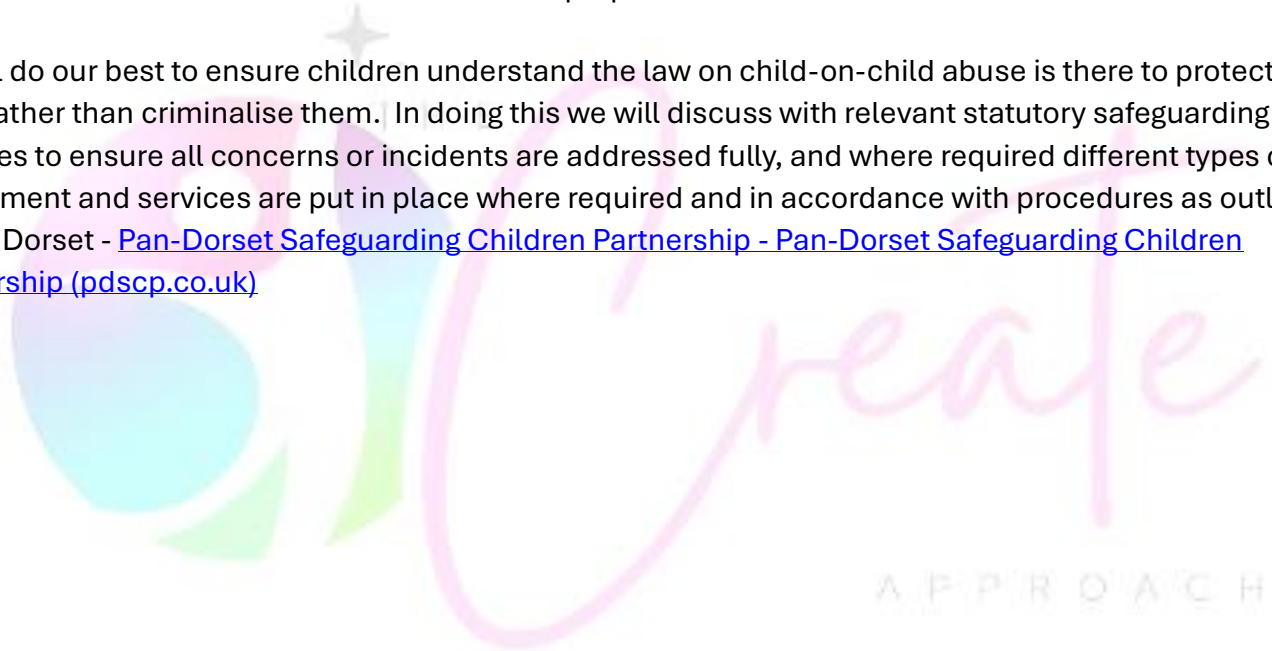 do our best to ensure children understand the law on child-on-child abuse is there to protect
ather than criminalise them. In doing this we will discuss with relevant statutory safeguarding
es to ensure all concerns or incidents are addressed fully, and where required different types
ment and services are put in place where required and in accordance with procedures as outl
Dorset - Pan-Dorset Safeguarding Children Partnership - Pan-Dorset Safeguarding Children
rship (pdscp.co.uk)
Create
APPROACH